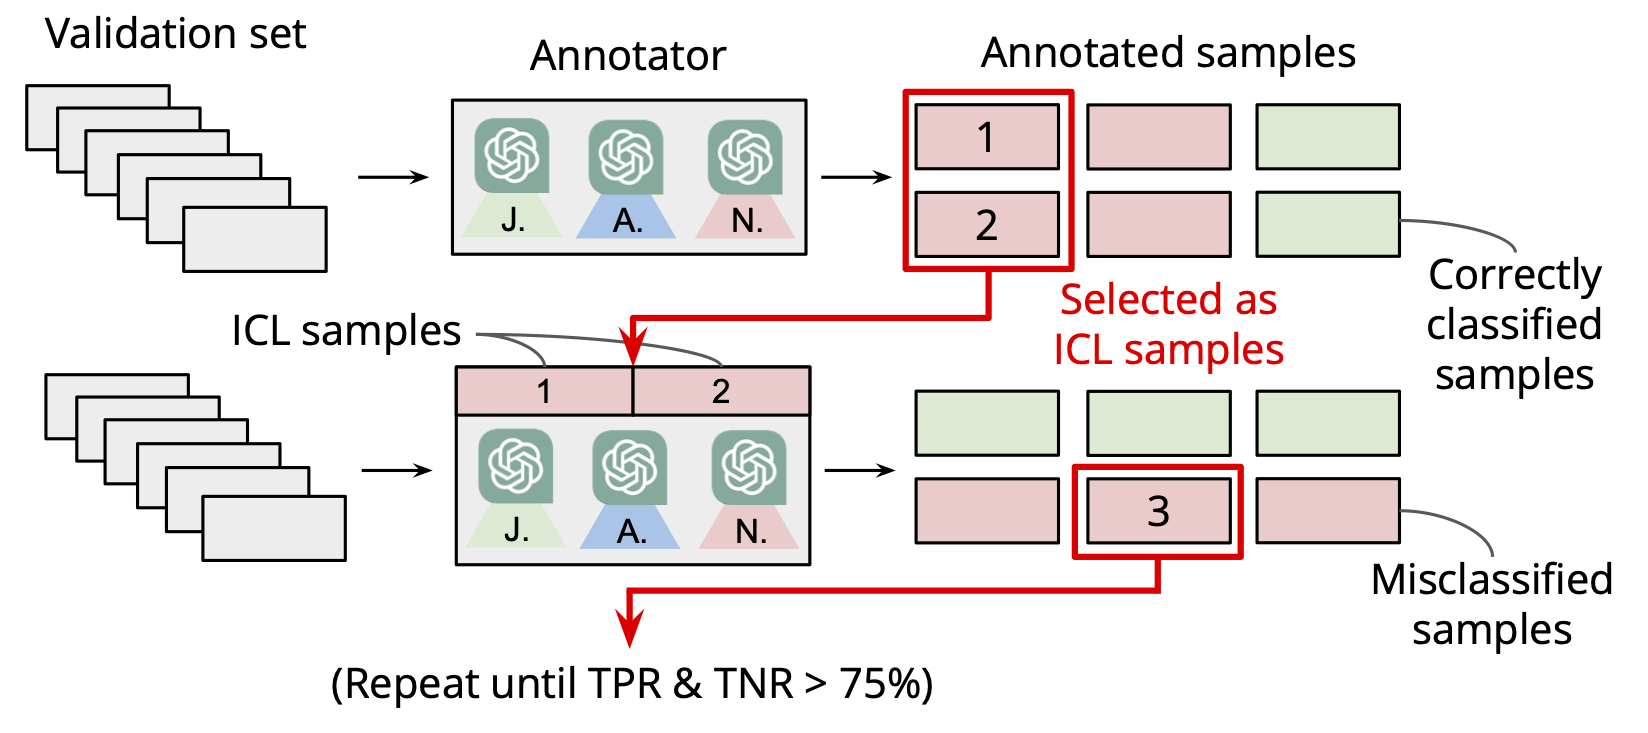 Validation set
Annotator
Annotated samples
J.
A.
N.
1
2
Correctly
classified
samples
Selected as
ICL samples
ICL samples
1
2
J.
A.
N.
3
Misclassified
samples
(Repeat until TPR & TNR > 75%)